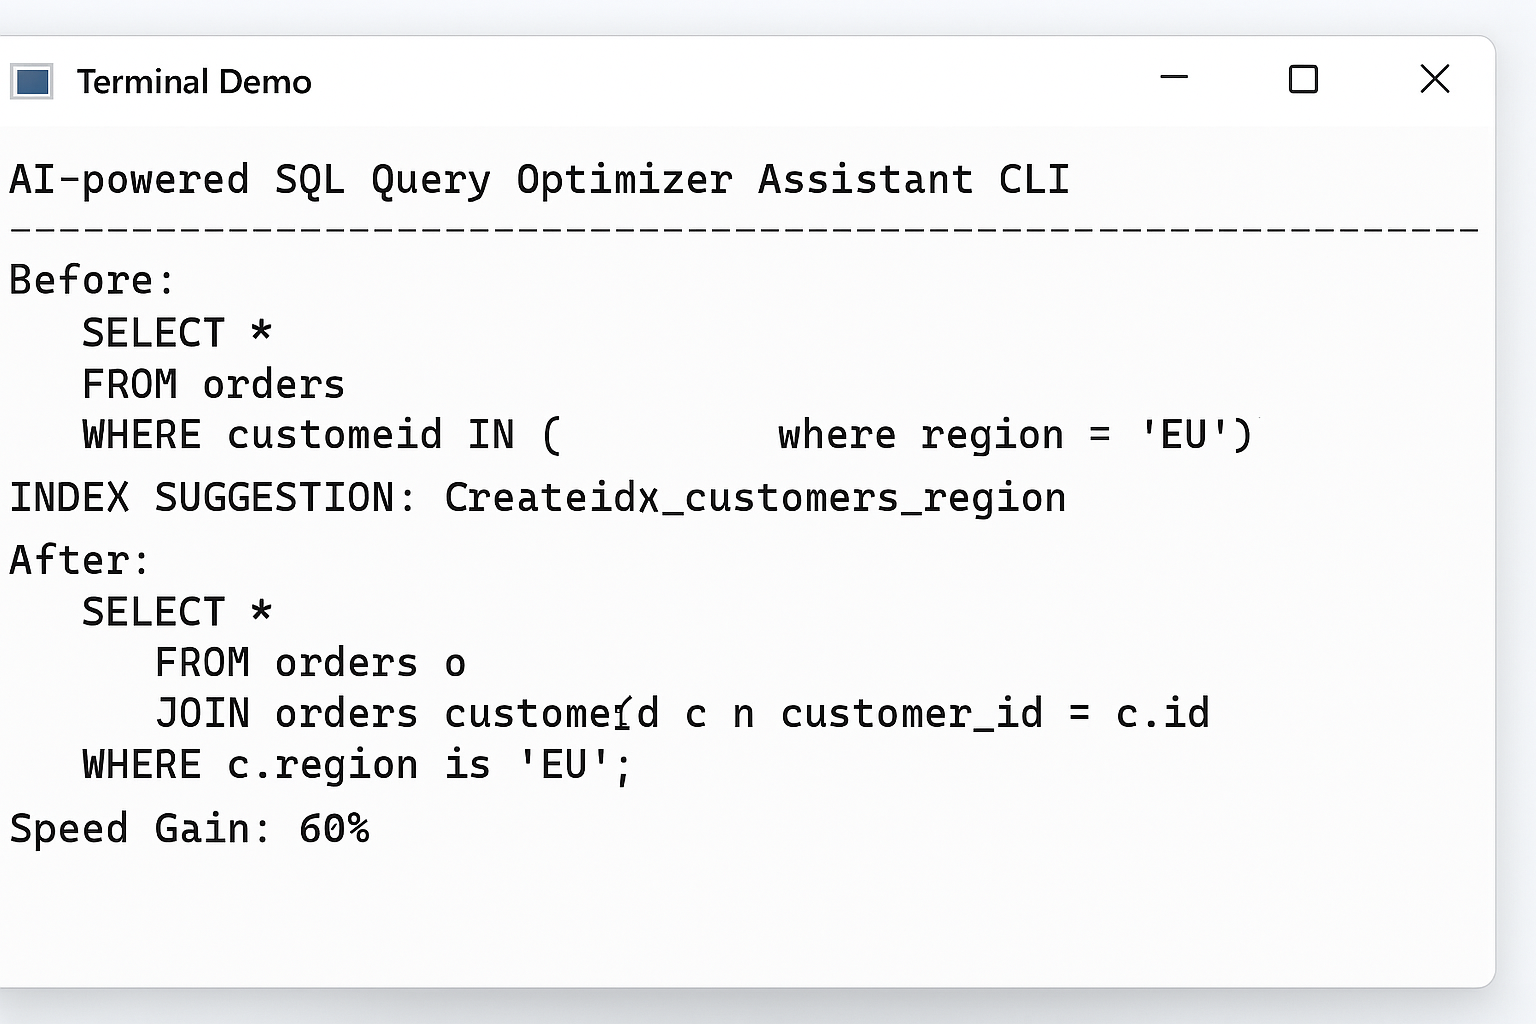 Terminal Demo
AI-powered SQL Query Optimizer Assistant CLI
-------------------------------------------------------------
Before:
SELECT *
FROM orders
WHERE customeid IN ( where region = 'EU')
INDEX SUGGESTION: Createidx_customers_region
After:
SELECT *
FROM orders o
JOIN orders c n customer_id = c.id
WHERE c.region is 'EU';
Speed Gain: 60%